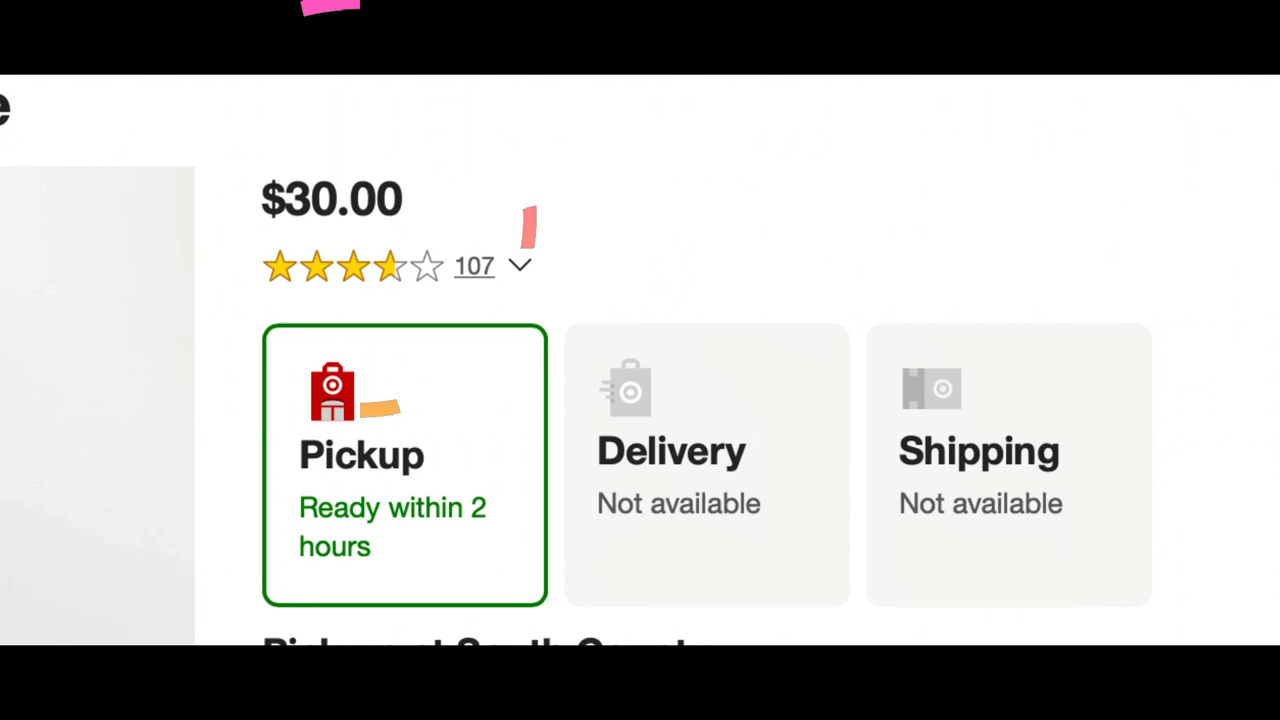 $30.00
107
Pickup
Ready within 2
hours
Delivery
Not available
Shipping
Not available